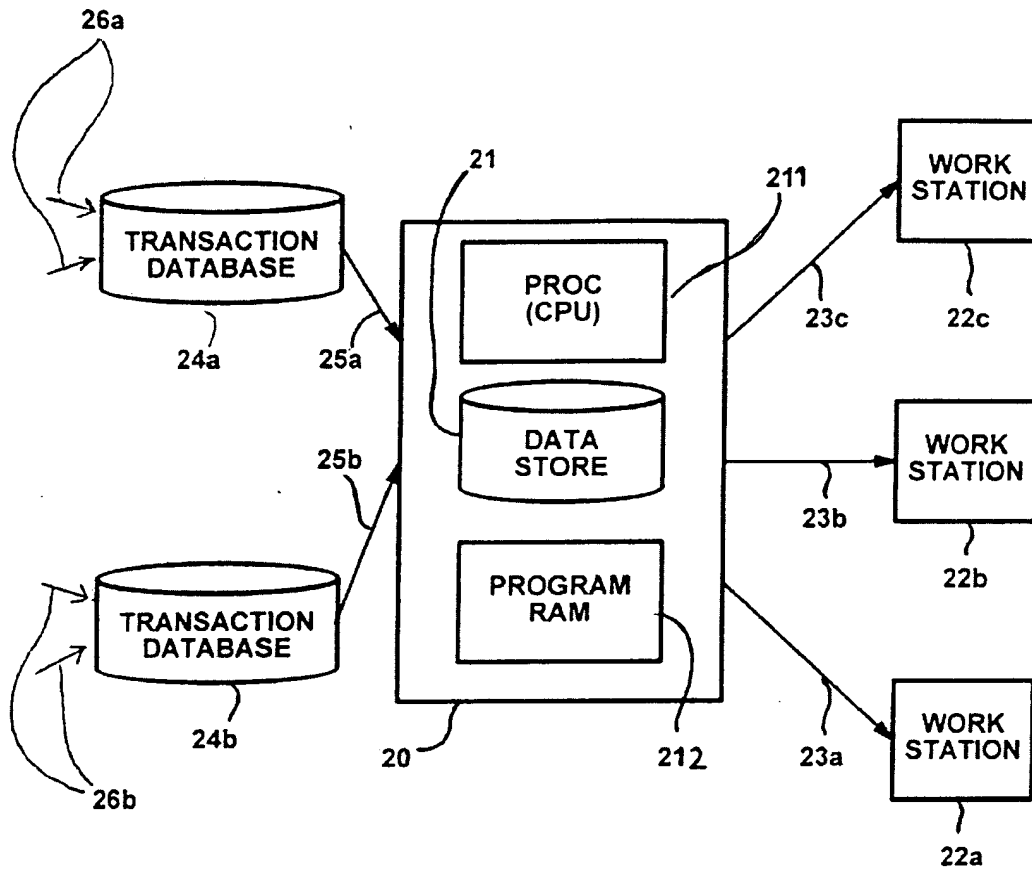 26a
21
211
WORK
STATION
TRANSACTION
DATABASE
PROC
(CPU)
24a
25a
23c
22c
DATA
STORE
25b
WORK
STATION
23b
22b
PROGRAM
RAM
TRANSACTION
DATABASE
24b
20
212
23a
WORK
STATION
26b
22a